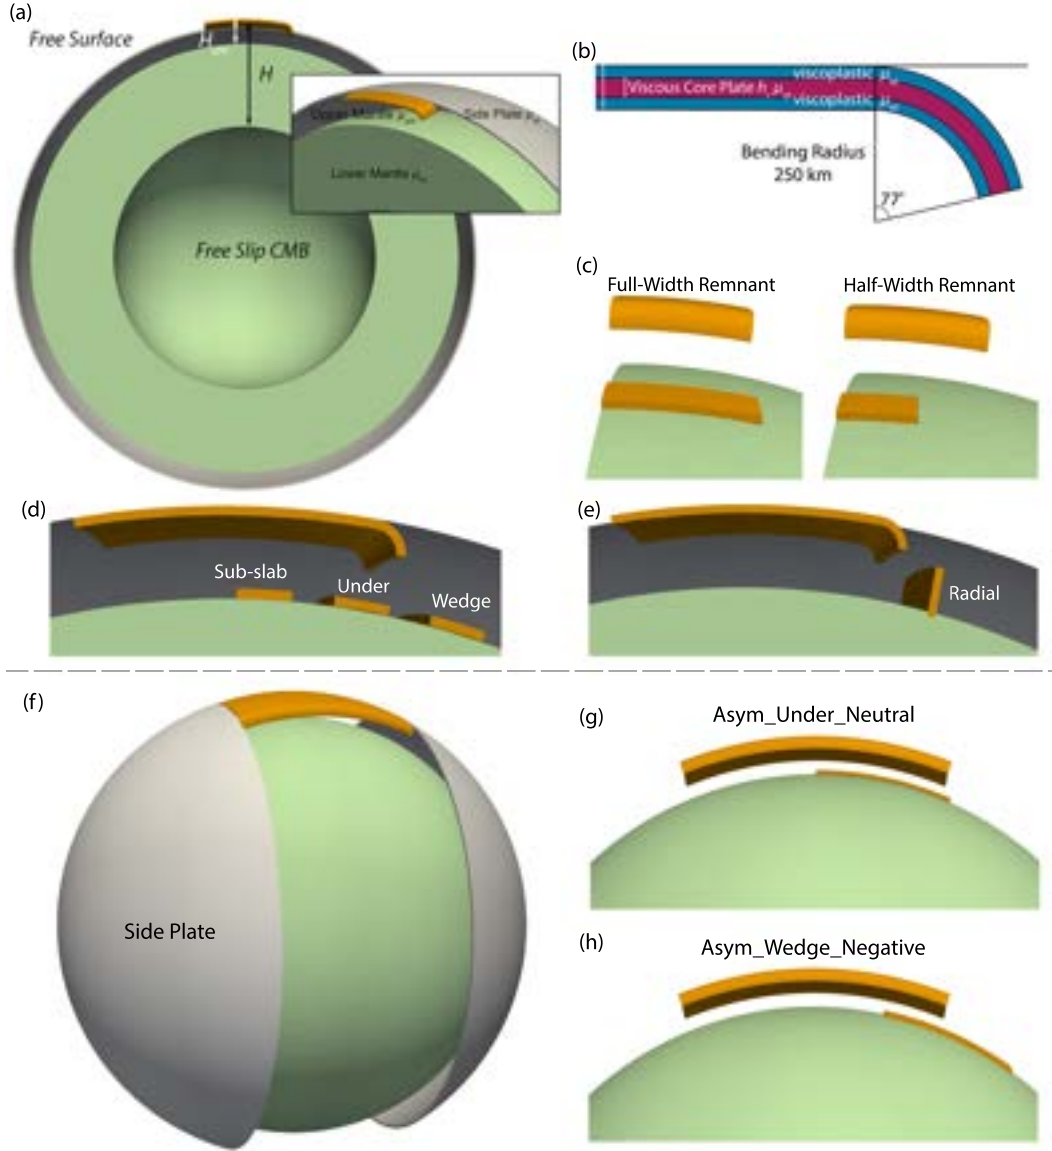 (a)
Free Surface
H
Upper Mantle
Side Plate
Lower Mantle
Free Slip CMB
(b)
viscoplastic
Viscous Core Plate
viscoplastic
Bending Radius
250 km
77°
(c)
Full-Width Remnant
Half-Width Remnant
(d)
Sub-slab
Under
Wedge
(e)
Radial
(f)
Side Plate
(g)
Asym_Under_Neutral
(h)
Asym_Wedge_Negative